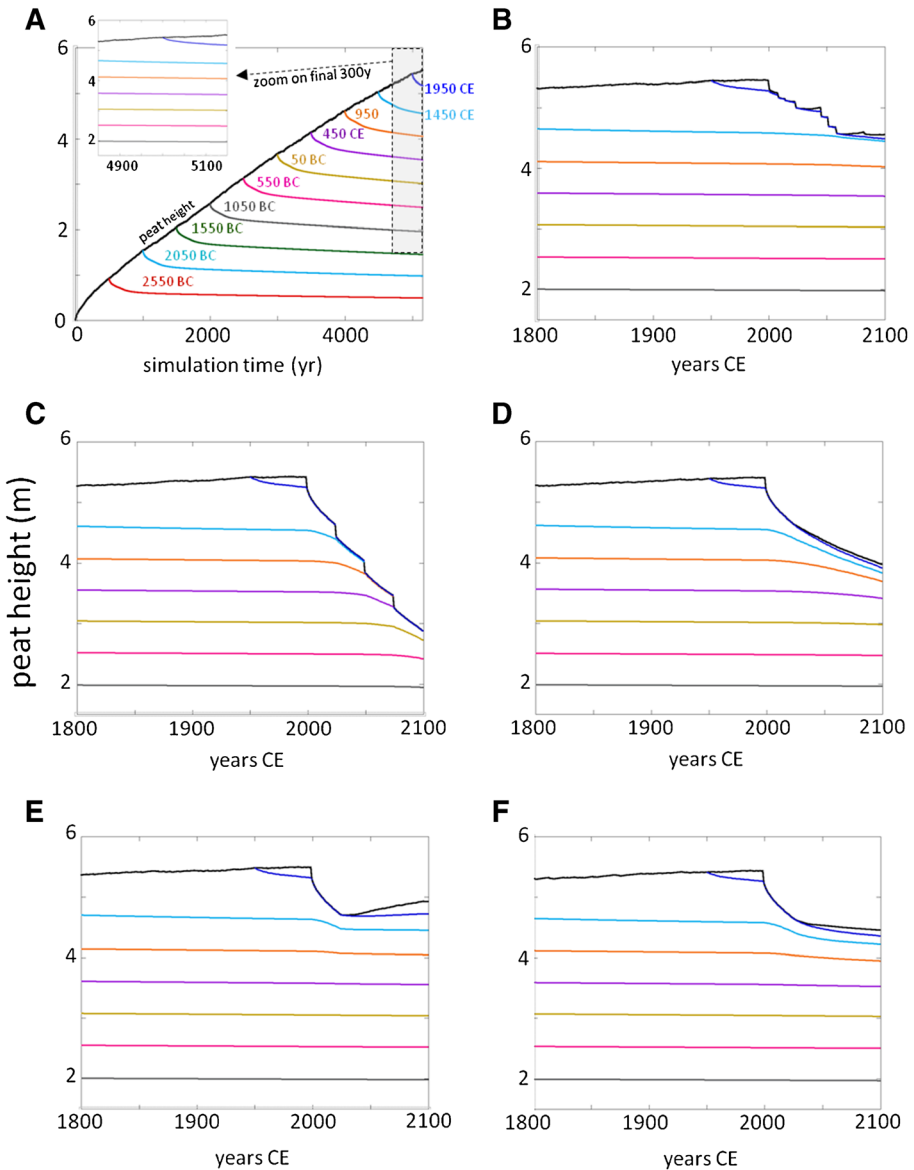 A
6
4
2
0
6
4
2
4900
5100
zoom on final 300y
1950 CE
1450 CE
950
450 CE
50 BC
550 BC
1050 BC
1550 BC
2050 BC
2550 BC
peat height
0
2000
4000
simulation time (yr)
B
6
4
2
1800
1900
2000
2100
years CE
peat height (m)
C
6
4
2
1800
1900
2000
2100
years CE
D
6
4
2
1800
1900
2000
2100
years CE
E
6
4
2
1800
1900
2000
2100
years CE
F
6
4
2
1800
1900
2000
2100
years CE